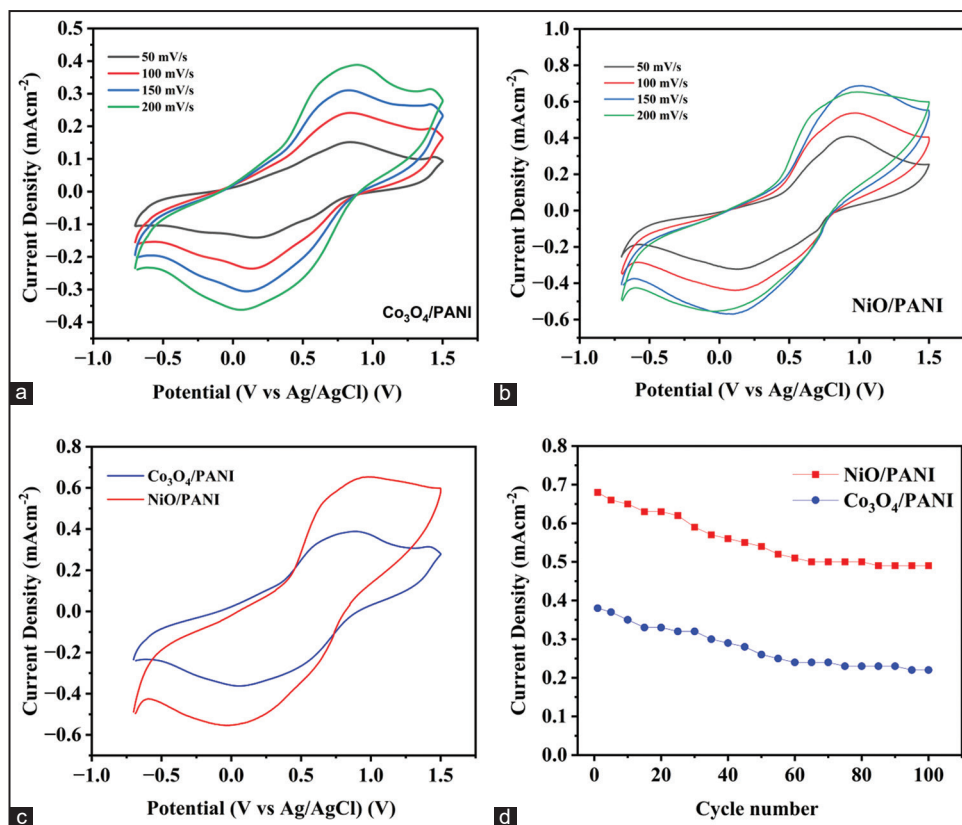 0.5
0.4
0.3
0.2
0.1
0.0
−0.1
−0.2
−0.3
−0.4
Current Density (mAcm⁻²)
50 mV/s
100 mV/s
150 mV/s
200 mV/s
Co₃O₄/PANI
−1.0 −0.5 0.0 0.5 1.0 1.5
Potential (V vs Ag/AgCl) (V)
a
1.0
0.8
0.6
0.4
0.2
0.0
−0.2
−0.4
−0.6
Current Density (mAcm⁻²)
50 mV/s
100 mV/s
150 mV/s
200 mV/s
NiO/PANI
−1.0 −0.5 0.0 0.5 1.0 1.5
Potential (V vs Ag/AgCl) (V)
b
0.8
0.6
0.4
0.2
0.0
−0.2
−0.4
−0.6
Current Density (mAcm⁻²)
Co₃O₄/PANI
NiO/PANI
−1.0 −0.5 0.0 0.5 1.0 1.5
Potential (V vs Ag/AgCl) (V)
c
0.8
0.7
0.6
0.5
0.4
0.3
0.2
0.1
0.0
Current Density (mAcm⁻²)
NiO/PANI
Co₃O₄/PANI
0 20 40 60 80 100
Cycle number
d